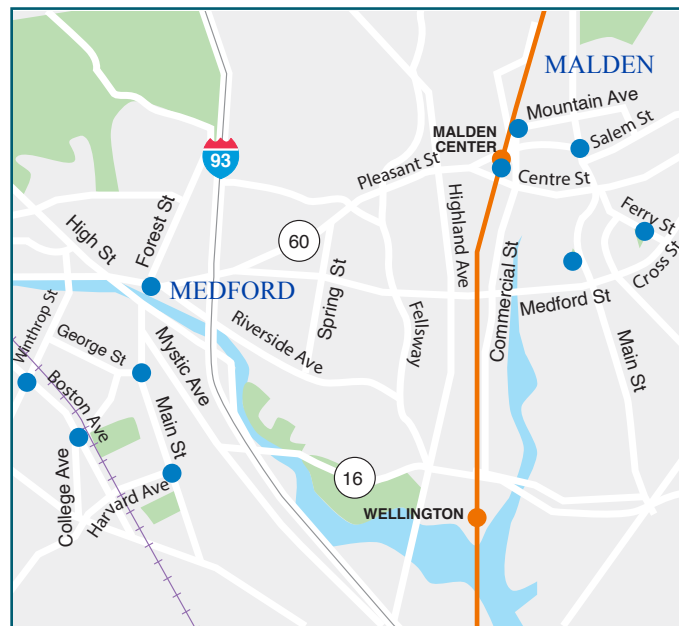 MALDEN
Mountain Ave
MALDEN
CENTER
Salem St
93
Pleasant St
Centre St
Forest St
High St
Highland Ave
Ferry St
60
Cross St
Commercial St
MEDFORD
Spring St
Medford St
Winthrop St
George St
Mystic Ave
Riverside Ave
Fellsway
Main St
Boston Ave
Main St
16
College Ave
Harvard Ave
WELLINGTON